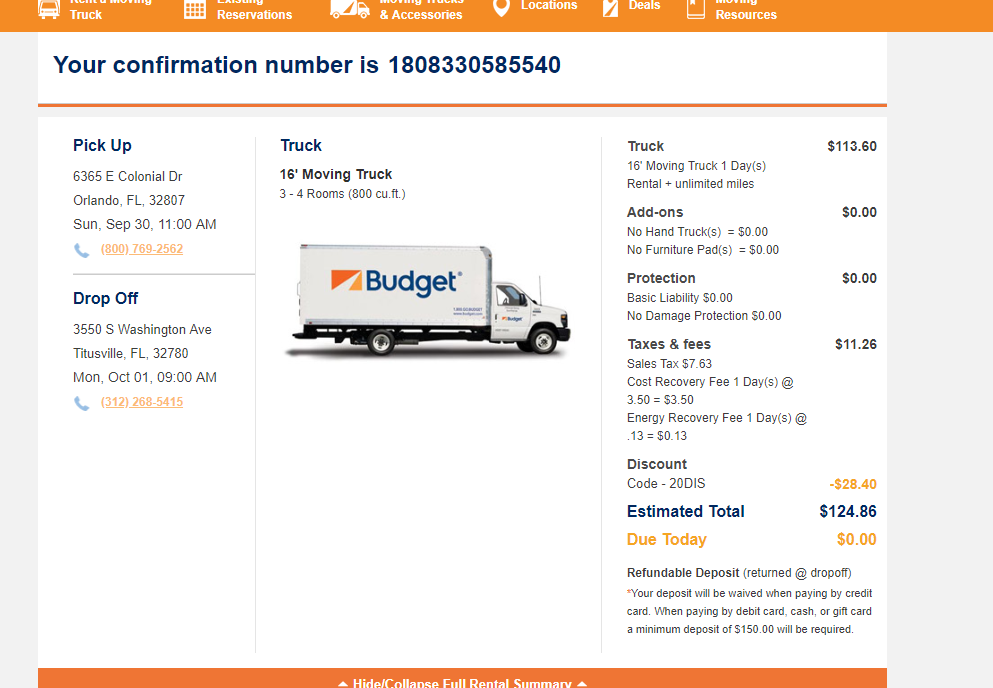 Rent a Moving
Truck
Existing
Reservations
Moving Trucks
& Accessories
Locations
Deals
Moving
Resources
Your confirmation number is 1808330585540
Pick Up
6365 E Colonial Dr
Orlando, FL, 32807
Sun, Sep 30, 11:00 AM
(800) 769-2562
Drop Off
3550 S Washington Ave
Titusville, FL, 32780
Mon, Oct 01, 09:00 AM
(312) 268-5415
Truck
16' Moving Truck
3 - 4 Rooms (800 cu.ft.)
Budget®
Budget
Truck $113.60
16' Moving Truck 1 Day(s)
Rental + unlimited miles
Add-ons $0.00
No Hand Truck(s) = $0.00
No Furniture Pad(s) = $0.00
Protection $0.00
Basic Liability $0.00
No Damage Protection $0.00
Taxes & fees $11.26
Sales Tax $7.63
Cost Recovery Fee 1 Day(s) @
3.50 = $3.50
Energy Recovery Fee 1 Day(s) @
.13 = $0.13
Discount
Code - 20DIS -$28.40
Estimated Total $124.86
Due Today $0.00
Refundable Deposit (returned @ dropoff)
*Your deposit will be waived when paying by credit
card. When paying by debit card, cash, or gift card
a minimum deposit of $150.00 will be required.
Hide/Collapse Full Rental Summary